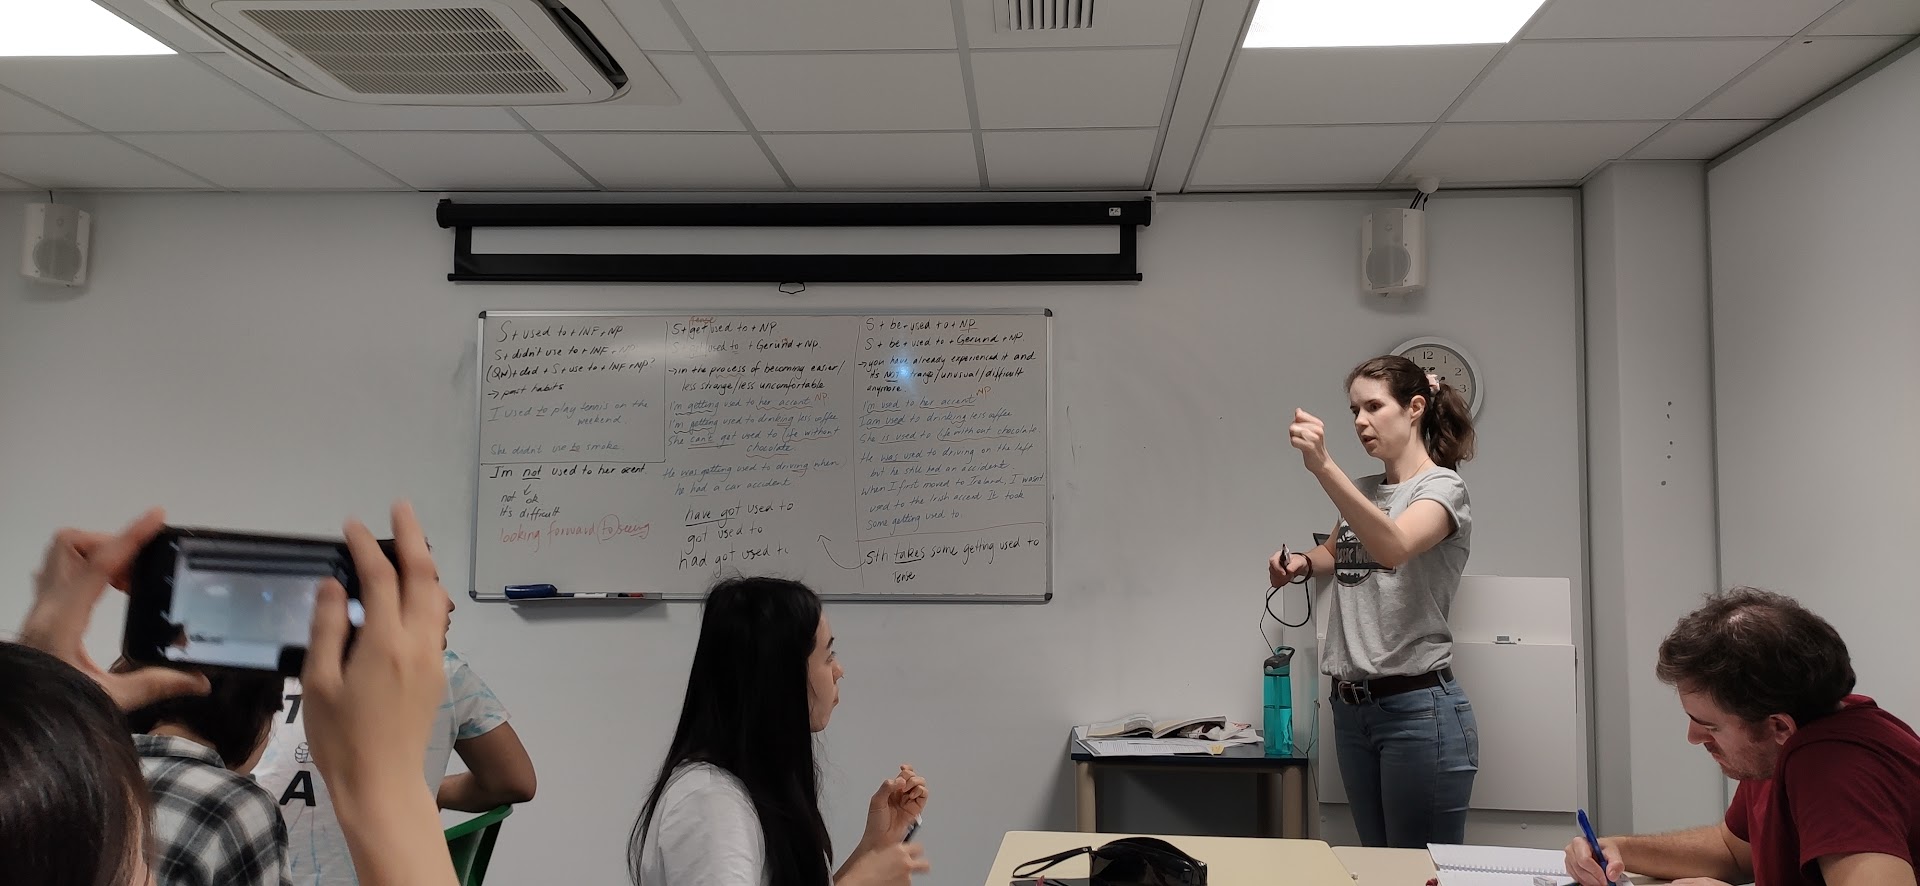 S + used to + INF + NP
S + didn't use to + INF + NP
(QW) + did + S + use to + INF + NP?
→ past habits
I used to play tennis on the
weekend.
She didn't use to smoke.
I'm not used to her accent.
not ok
it's difficult
looking forward to seeing
tense
S + get used to + NP
S + get used to + Gerund + NP.
→ in the process of becoming easier/
less strange/less uncomfortable
I'm getting used to her accent NP
I'm getting used to drinking less coffee
She can't get used to life without
chocolate.
He was getting used to driving when
he had a car accident.
have got used to
got used to
had got used to
S + be + used to + NP
S + be + used to + Gerund + NP.
→ you have already experienced it and
it's NOT strange/unusual/difficult
anymore
I'm used to her accent NP
I am used to drinking less coffee
She is used to life without chocolate.
He was used to driving on the left
but he still had an accident.
When I first moved to Ireland, I wasn't
used to the Irish accent. It took
some getting used to.
Sth takes some getting used to
tense
12
3
T
A